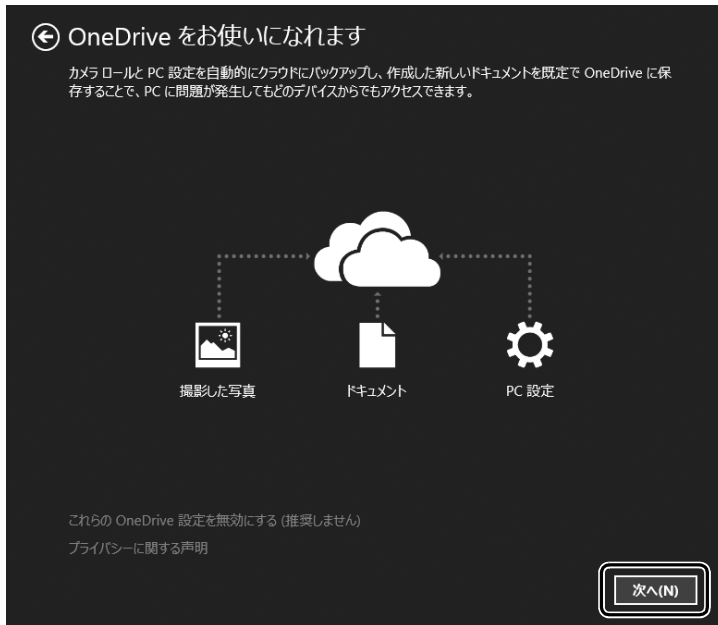 OneDrive をお使いになれます
カメラ ロールと PC 設定を自動的にクラウドにバックアップし、作成した新しいドキュメントを既定で OneDrive に保
存することで、PC に問題が発生してもどのデバイスからでもアクセスできます。
撮影した写真
ドキュメント
PC 設定
これらの OneDrive 設定を無効にする (推奨しません)
プライバシーに関する声明
次へ(N)